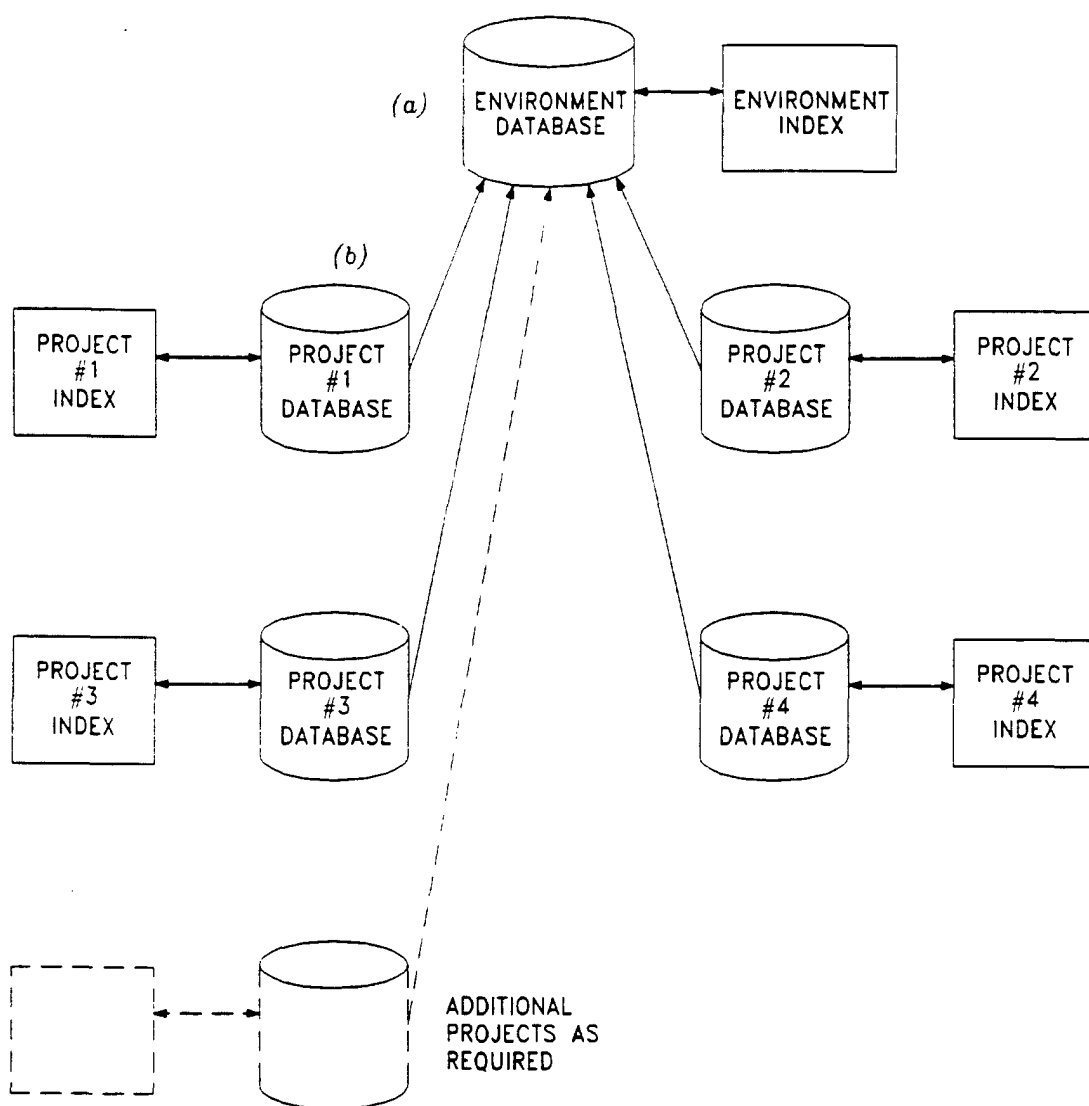 (a)
ENVIRONMENT
DATABASE
ENVIRONMENT
INDEX
(b)
PROJECT
#1
INDEX
PROJECT
#1
DATABASE
PROJECT
#2
DATABASE
PROJECT
#2
INDEX
PROJECT
#3
INDEX
PROJECT
#3
DATABASE
PROJECT
#4
DATABASE
PROJECT
#4
INDEX
ADDITIONAL
PROJECTS AS
REQUIRED